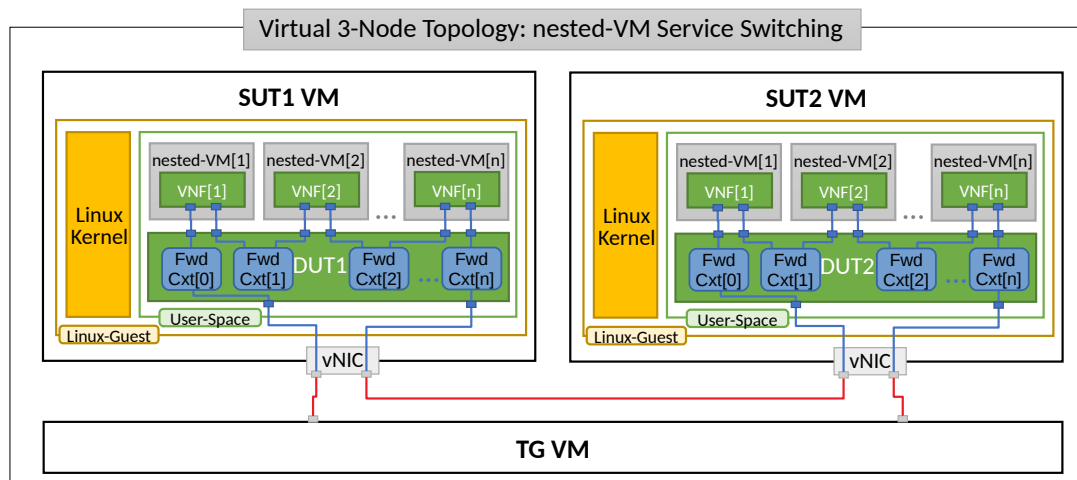 Virtual 3-Node Topology: nested-VM Service Switching
SUT1 VM
Linux
Kernel
nested-VM[1]
VNF[1]
nested-VM[2]
VNF[2]
...
nested-VM[n]
VNF[n]
DUT1
Fwd
Cxt[0]
Fwd
Cxt[1]
Fwd
Cxt[2]
...
Fwd
Cxt[n]
User-Space
Linux-Guest
vNIC
SUT2 VM
Linux
Kernel
nested-VM[1]
VNF[1]
nested-VM[2]
VNF[2]
...
nested-VM[n]
VNF[n]
DUT2
Fwd
Cxt[0]
Fwd
Cxt[1]
Fwd
Cxt[2]
...
Fwd
Cxt[n]
User-Space
Linux-Guest
vNIC
TG VM